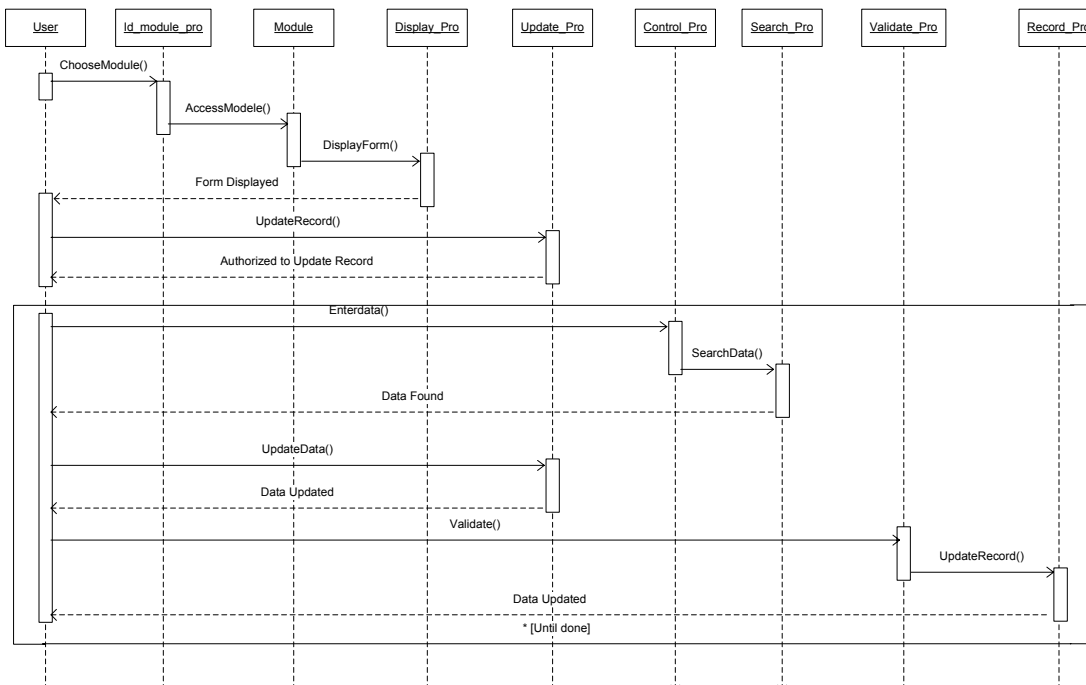 User
Id_module_pro
Module
Display_Pro
Update_Pro
Control_Pro
Search_Pro
Validate_Pro
Record_Pro
ChooseModule()
AccessModele()
DisplayForm()
Form Displayed
UpdateRecord()
Authorized to Update Record
Enterdata()
SearchData()
Data Found
UpdateData()
Data Updated
Validate()
UpdateRecord()
Data Updated
* [Until done]